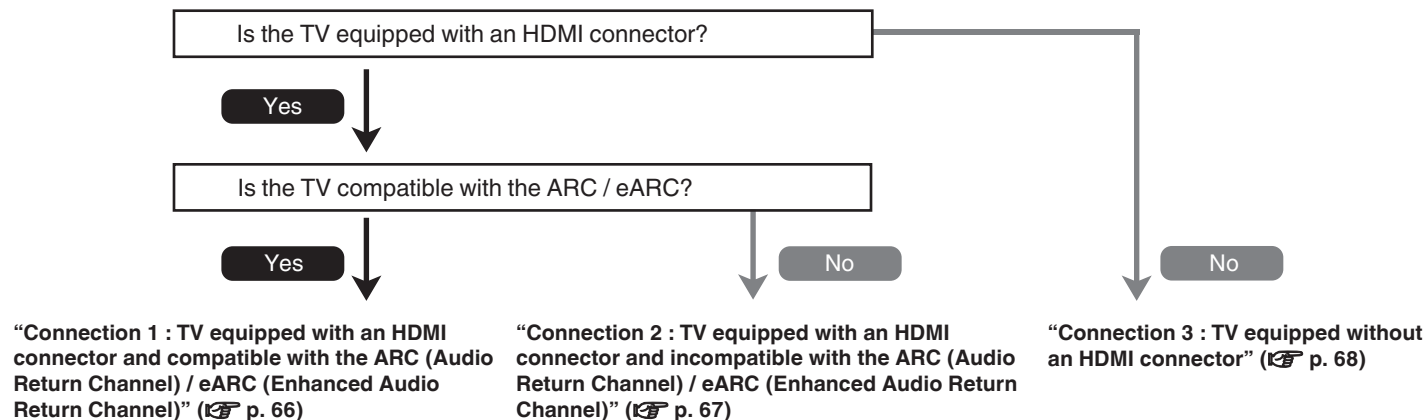 Is the TV equipped with an HDMI connector?
Yes
Is the TV compatible with the ARC / eARC?
Yes
No
No
“Connection 1 : TV equipped with an HDMI
connector and compatible with the ARC (Audio
Return Channel) / eARC (Enhanced Audio
Return Channel)” (☞ p. 66)
“Connection 2 : TV equipped with an HDMI
connector and incompatible with the ARC (Audio
Return Channel) / eARC (Enhanced Audio Return
Channel)” (☞ p. 67)
“Connection 3 : TV equipped without
an HDMI connector” (☞ p. 68)